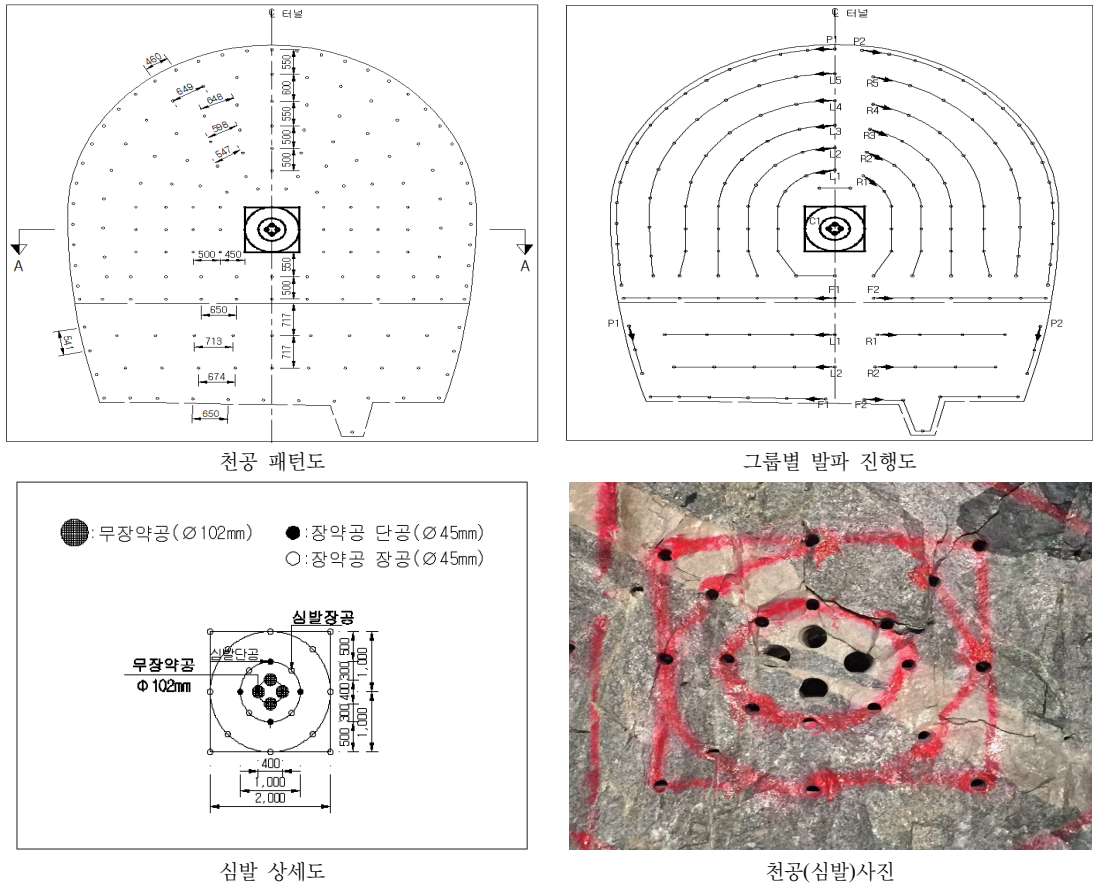 ℄ 터널
460
649
648
598
547
550
600
550
500
500
A
A
500
450
550
500
650
717
541
713
717
674
650
천공 패턴도
℄ 터널
P1
P2
L5
R5
L4
R4
L3
R3
L2
R2
L1
R1
C1
F1
F2
P1
P2
L1
R1
L2
R2
F1
F2
그룹별 발파 진행도
:무장약공(∅102mm)
:장약공 단공(∅45mm)
:장약공 장공(∅45mm)
심발장공
심발단공
무장약공
Φ 102mm
500
300
400
300
500
1,000
1,000
400
1,000
2,000
심발 상세도
천공(심발)사진